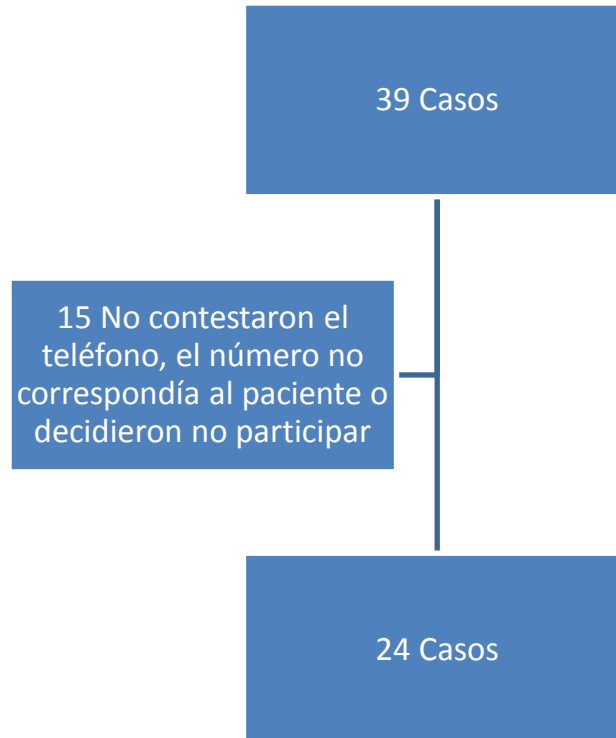 39 Casos
15 No contestaron el
teléfono, el número no
correspondía al paciente o
decidieron no participar
24 Casos